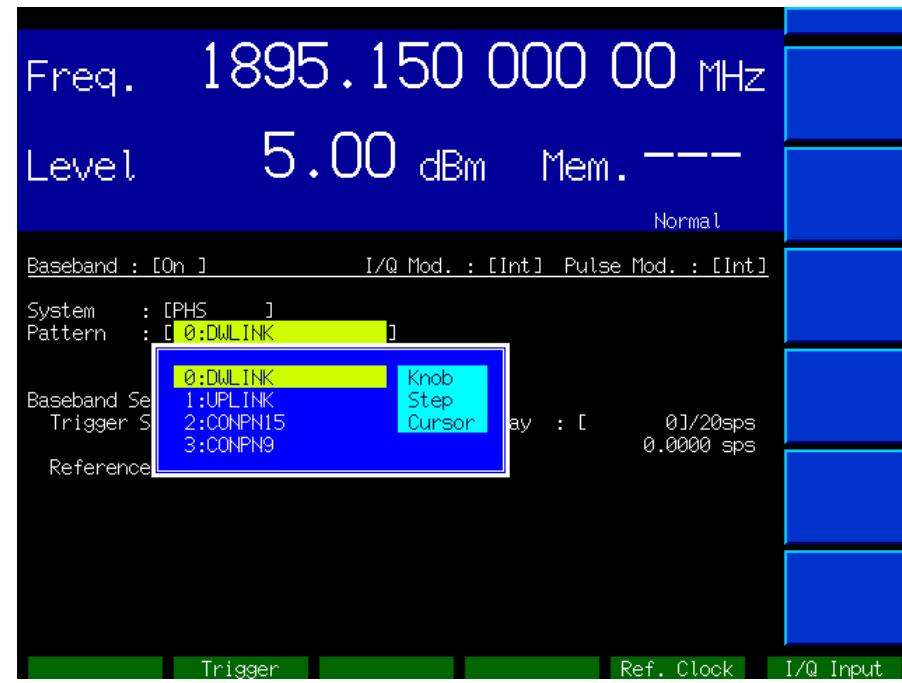 Freq. 1895.150 000 00 MHz
Level 5.00 dBm Mem. ---
Normal
Baseband : [On ] I/Q Mod. : [Int] Pulse Mod. : [Int]
System : [PHS ]
Pattern : [ 0:DWLINK ]
0:DWLINK Knob
Baseband Se 1:UPLINK Step
Trigger S 2:CONPN15 Cursor ay : [ 0]/20sps
3:CONPN9 0.0000 sps
Reference
Trigger Ref. Clock I/Q Input